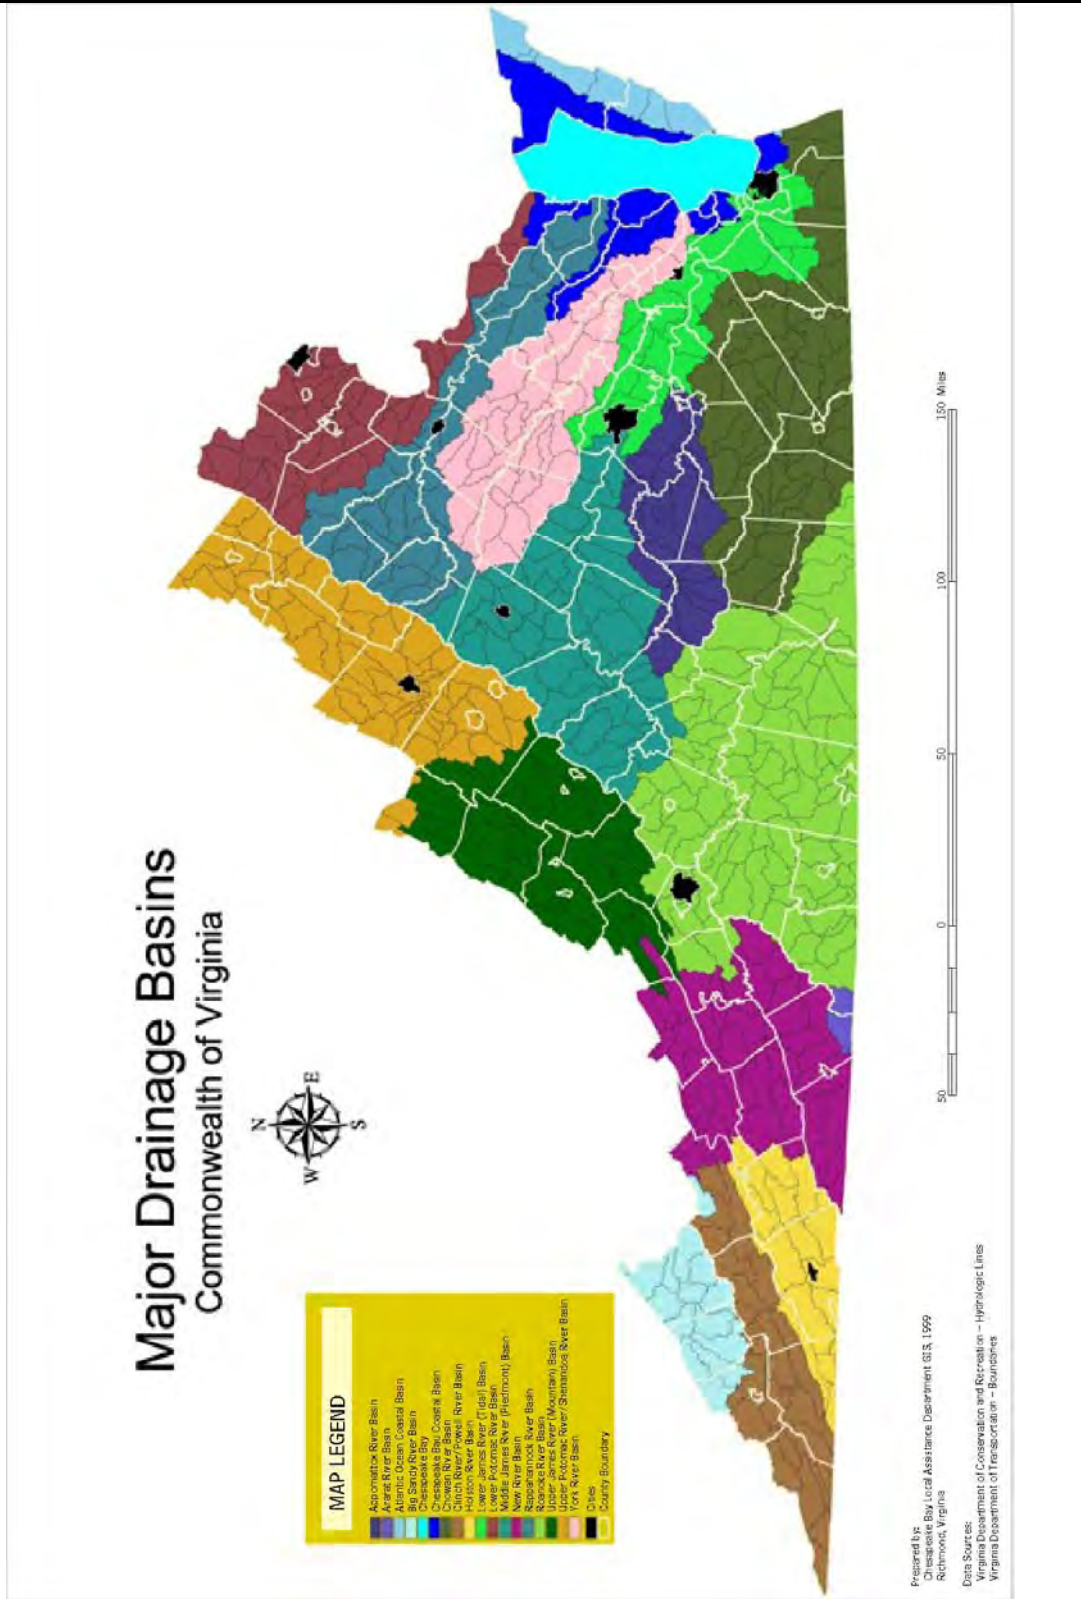 Major Drainage Basins
Commonwealth of Virginia
N
W
E
S
MAP LEGEND
Appomattox River Basin
Ararat River Basin
Atlantic Ocean Coastal Basin
Big Sandy River Basin
Chesapeake Bay
Chesapeake Bau Coastal Basin
Chowan River Basin
Clinch River/Powell River Basin
Holston River Basin
Lower James River (Tidal) Basin
Lower Potomac River Basin
Middle James River (Piedmont) Basin
New River Basin
Rappahannock River Basin
Roanoke River Basin
Upper James River (Mountain) Basin
Upper Potomac River/Shenandoa River Basin
York River Basin
Cities
County Boundary
50 0 50 100 150 Miles
Prepared by:
Chesapeake Bay Local Assistance Department GIS, 1999
Richmond, Virginia
Data Sources:
Virginia Department of Conservation and Recreation - Hydrologic Lines
Virginia Department of Transportation - Boundaries